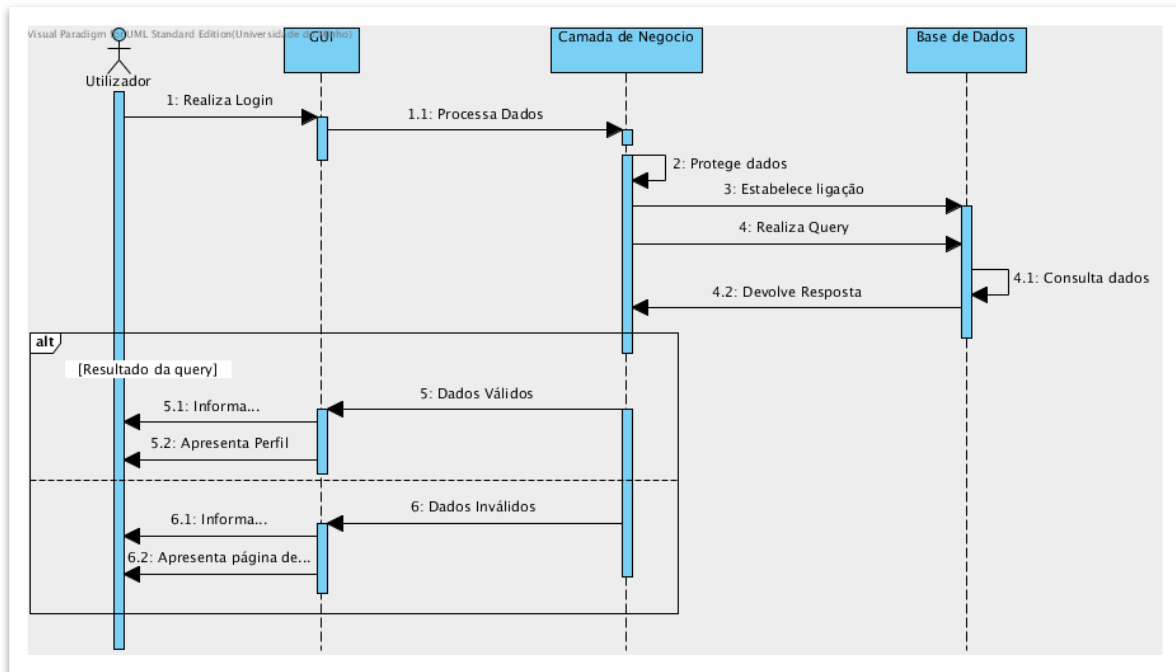 Visual Paradigm for UML Standard Edition(Universidade do Minho)
GUI
Camada de Negocio
Base de Dados
Utilizador
1: Realiza Login
1.1: Processa Dados
2: Protege dados
3: Estabelece ligação
4: Realiza Query
4.1: Consulta dados
4.2: Devolve Resposta
alt
[Resultado da query]
5: Dados Válidos
5.1: Informa...
5.2: Apresenta Perfil
6: Dados Inválidos
6.1: Informa...
6.2: Apresenta página de...